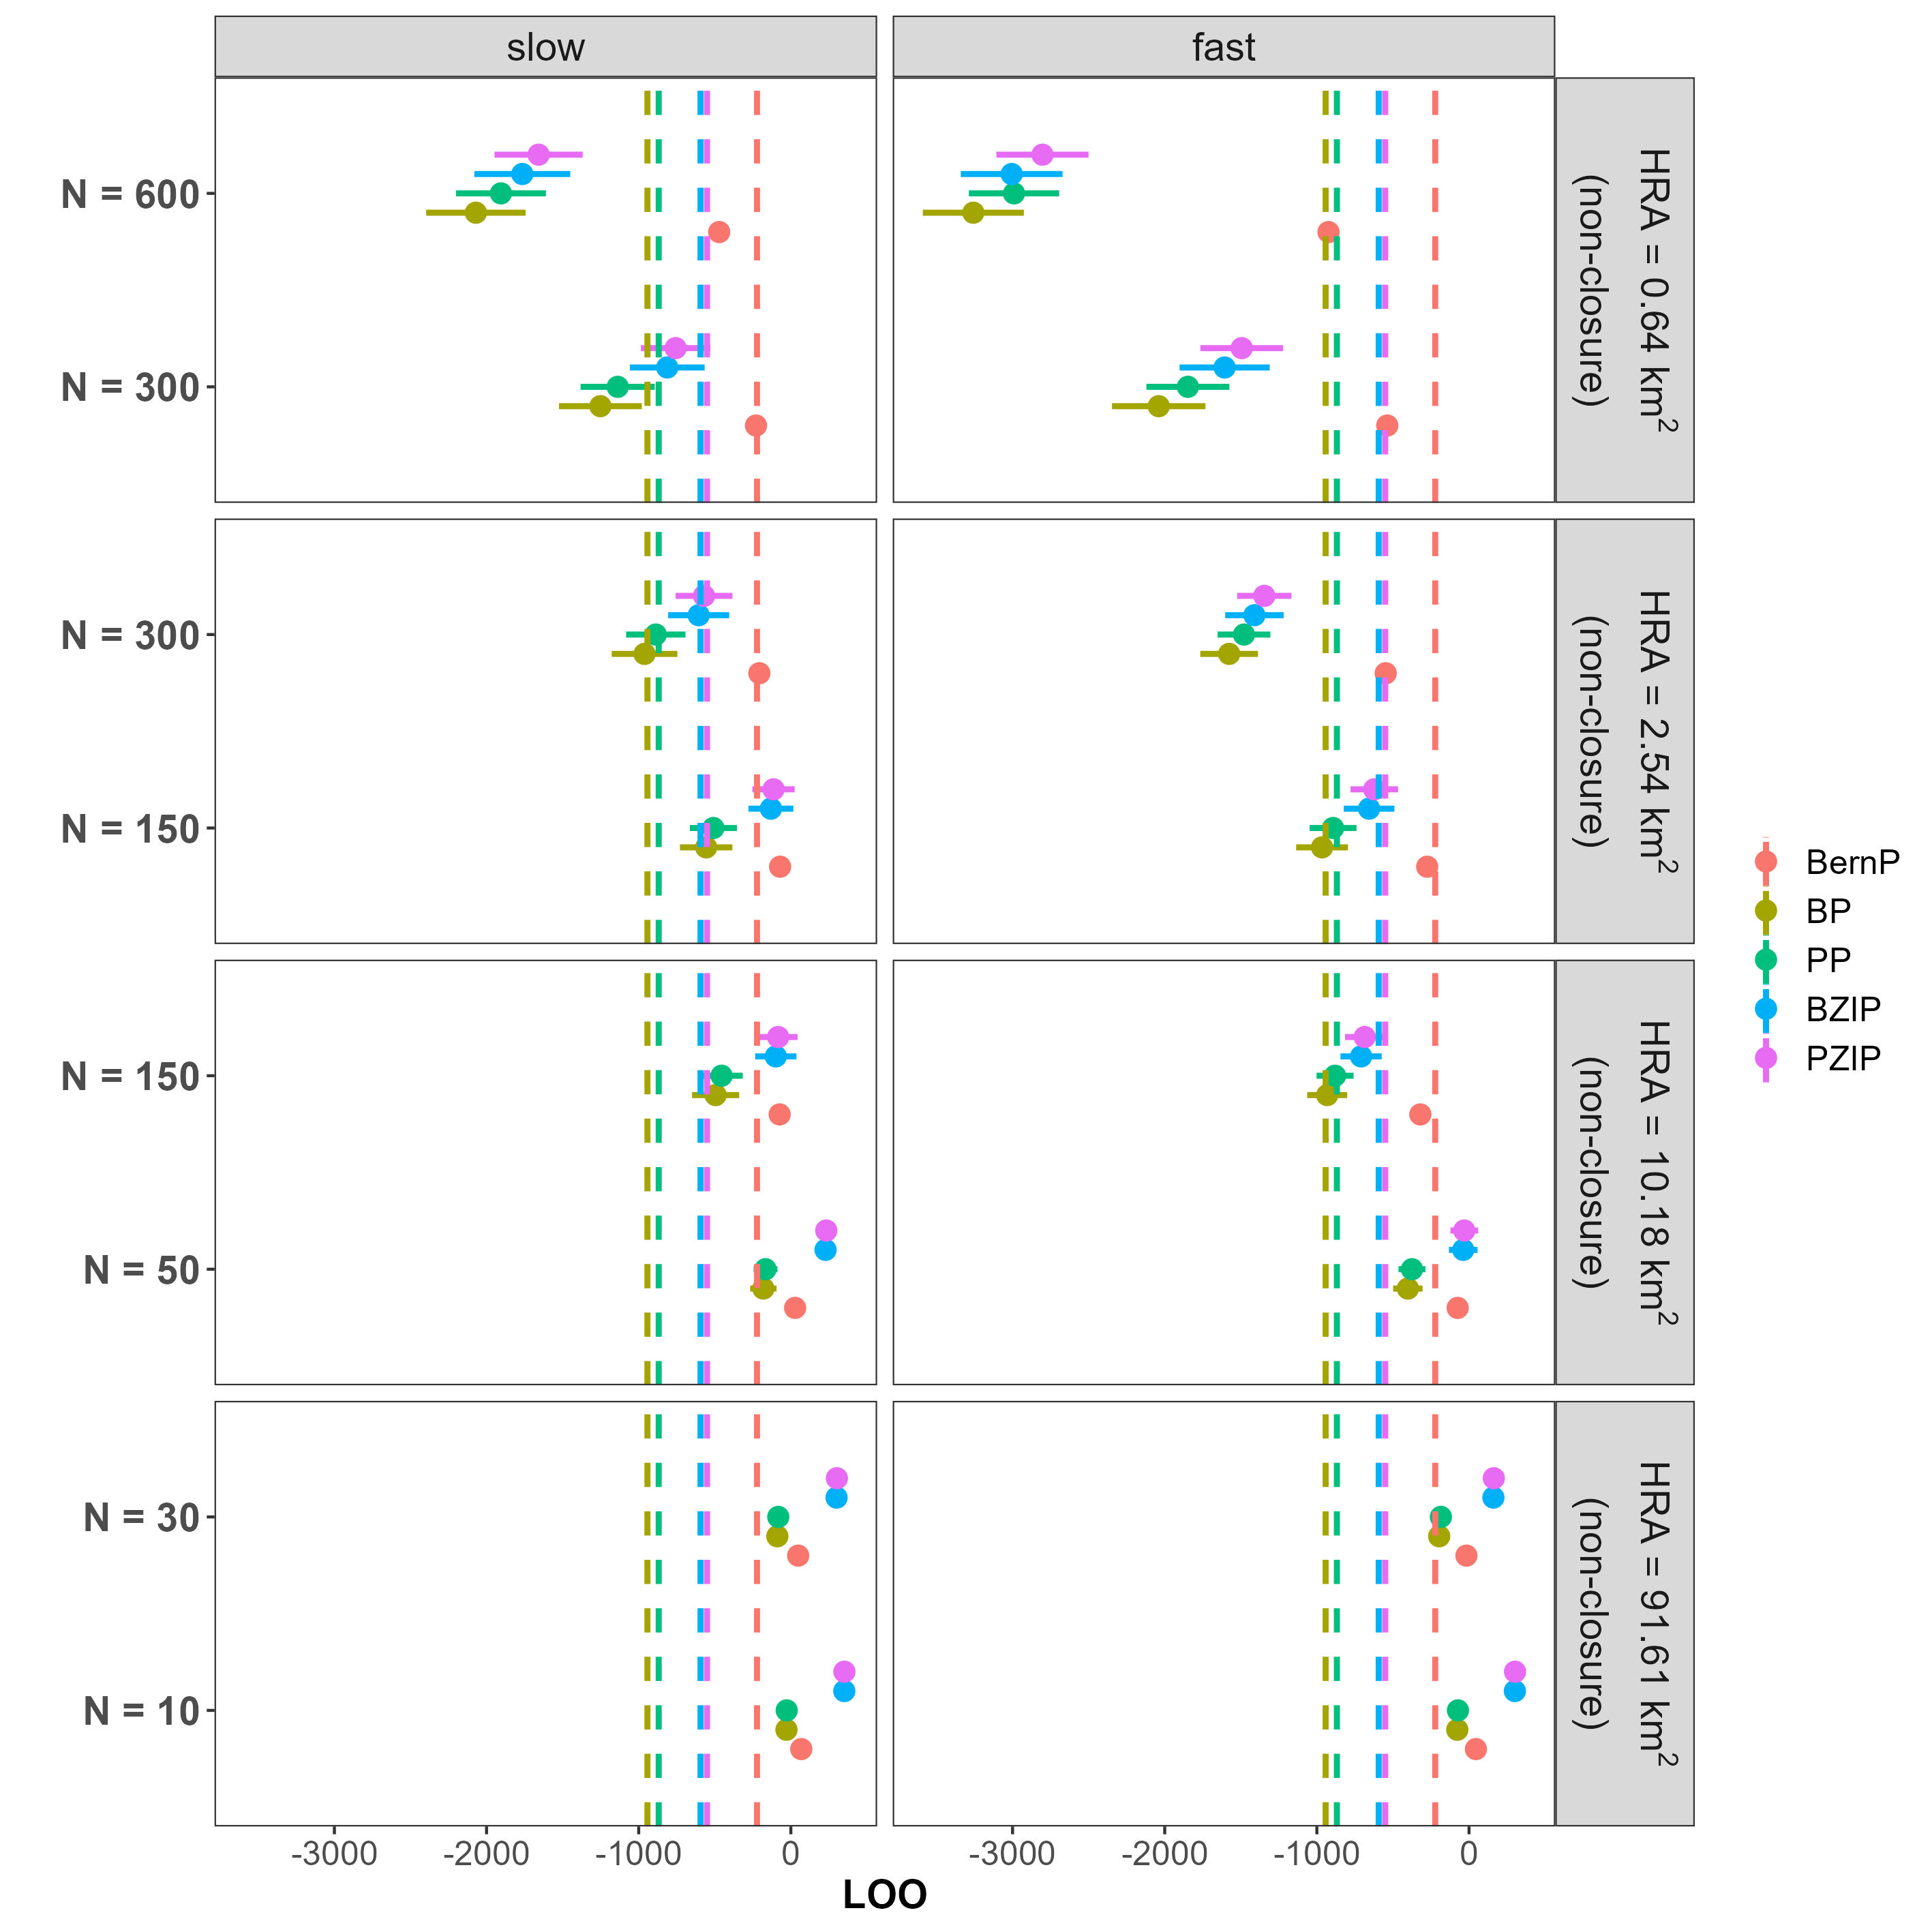 slow
fast
N = 600
N = 300
HRA = 0.64 km²
(non-closure)
N = 300
N = 150
HRA = 2.54 km²
(non-closure)
N = 150
N = 50
HRA = 10.18 km²
(non-closure)
N = 30
N = 10
HRA = 91.61 km²
(non-closure)
-3000 -2000 -1000 0
-3000 -2000 -1000 0
LOO
BernP
BP
PP
BZIP
PZIP